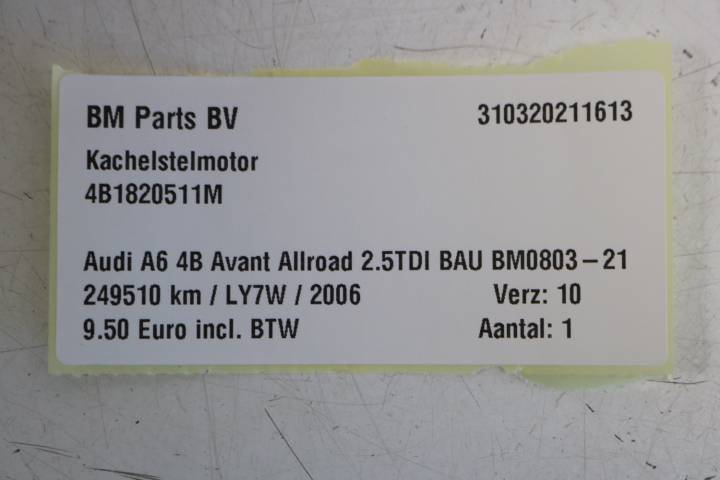 BM Parts BV 310320211613
Kachelstelmotor
4B1820511M
Audi A6 4B Avant Allroad 2.5TDI BAU BM0803-21
249510 km / LY7W / 2006 Verz: 10
9.50 Euro incl. BTW Aantal: 1